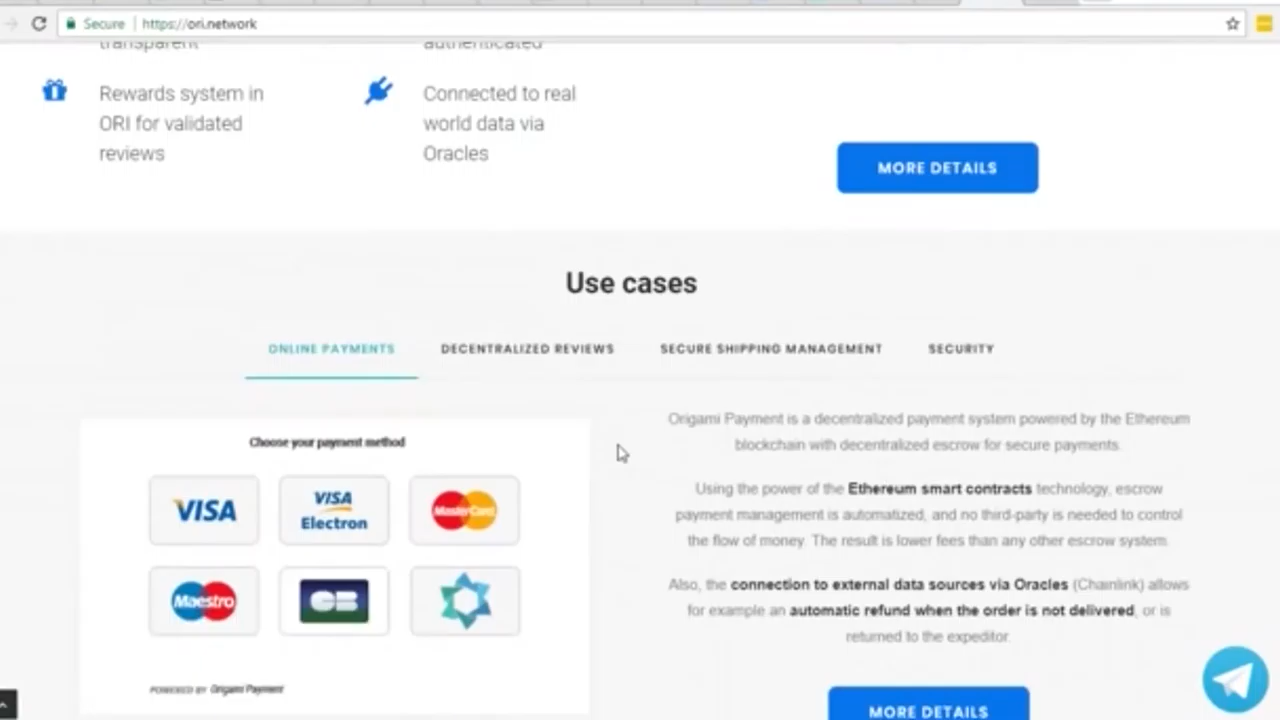 Secure https://ori.network
transparent
authenticated
Rewards system in
ORI for validated
reviews
Connected to real
world data via
Oracles
MORE DETAILS
Use cases
ONLINE PAYMENTS
DECENTRALIZED REVIEWS
SECURE SHIPPING MANAGEMENT
SECURITY
Choose your payment method
VISA
VISA
Electron
MasterCard
Maestro
CB
POWERED BY Origami Payment
Origami Payment is a decentralized payment system powered by the Ethereum
blockchain with decentralized escrow for secure payments.
Using the power of the Ethereum smart contracts technology, escrow
payment management is automatized, and no third-party is needed to control
the flow of money. The result is lower fees than any other escrow system.
Also, the connection to external data sources via Oracles (Chainlink) allows
for example an automatic refund when the order is not delivered, or is
returned to the expeditor.
MORE DETAILS